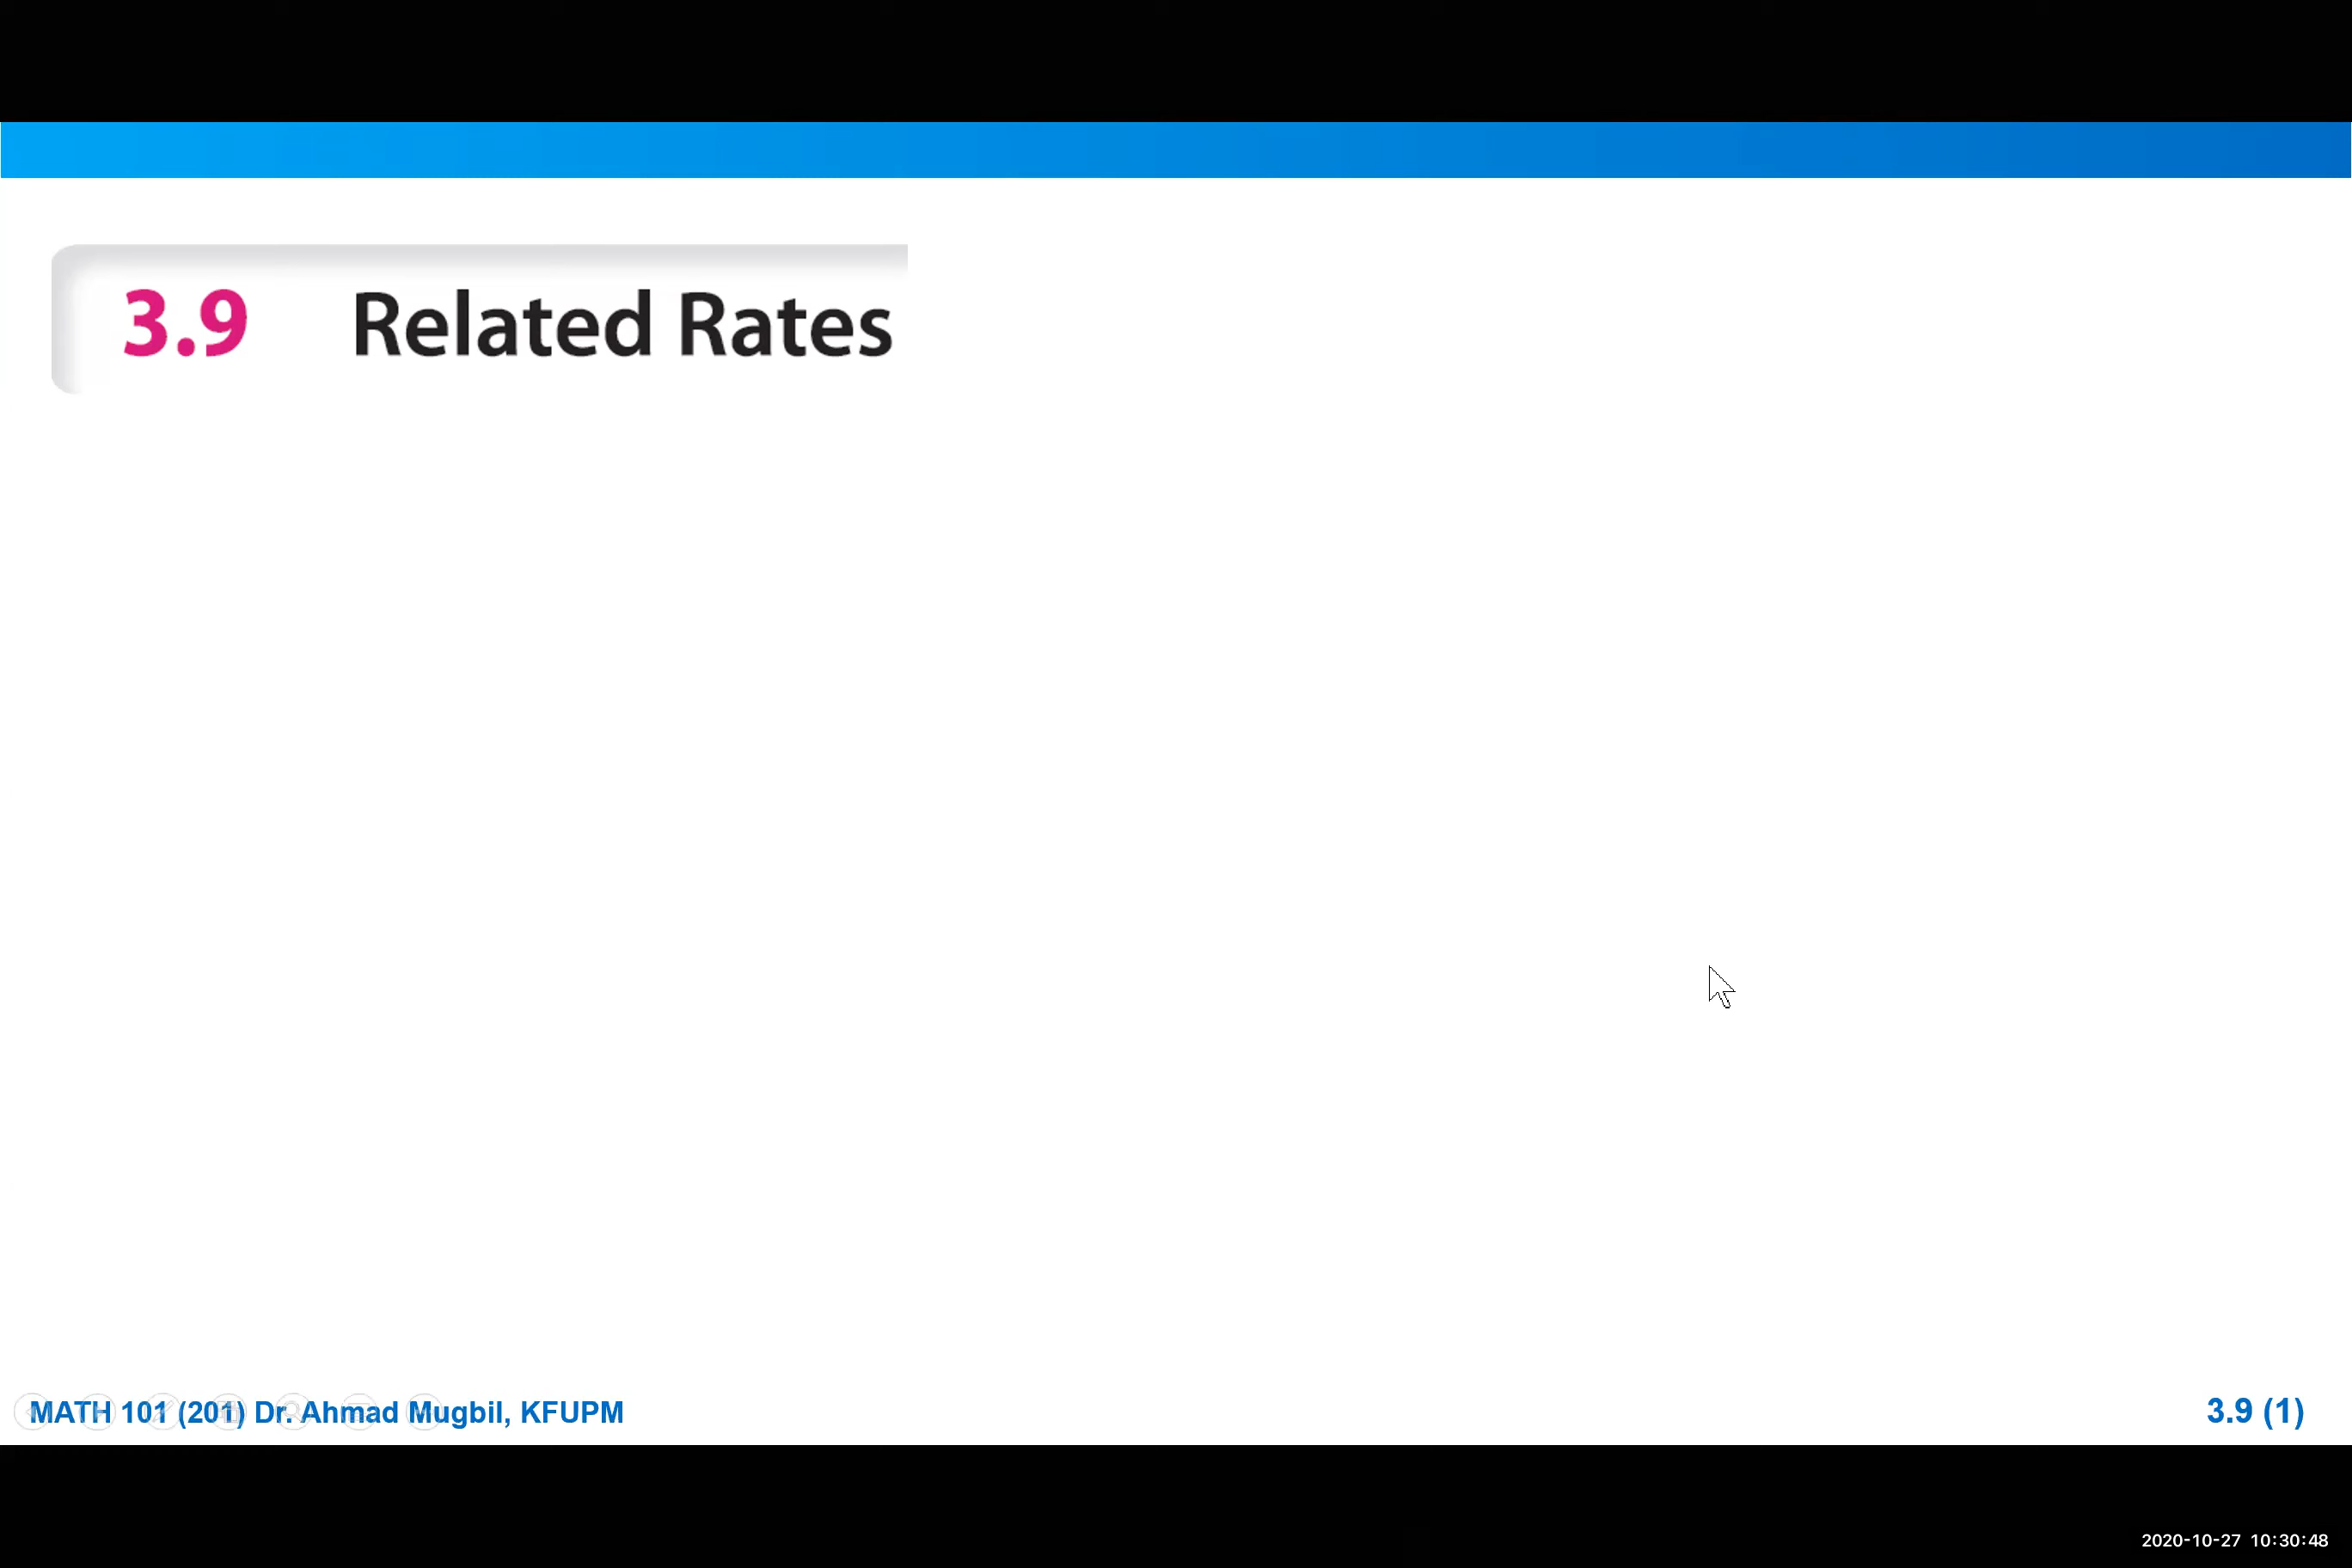 3.9 Related Rates
MATH 101 (201) Dr. Ahmad Mugbil, KFUPM
3.9 (1)
2020-10-27 10:30:48